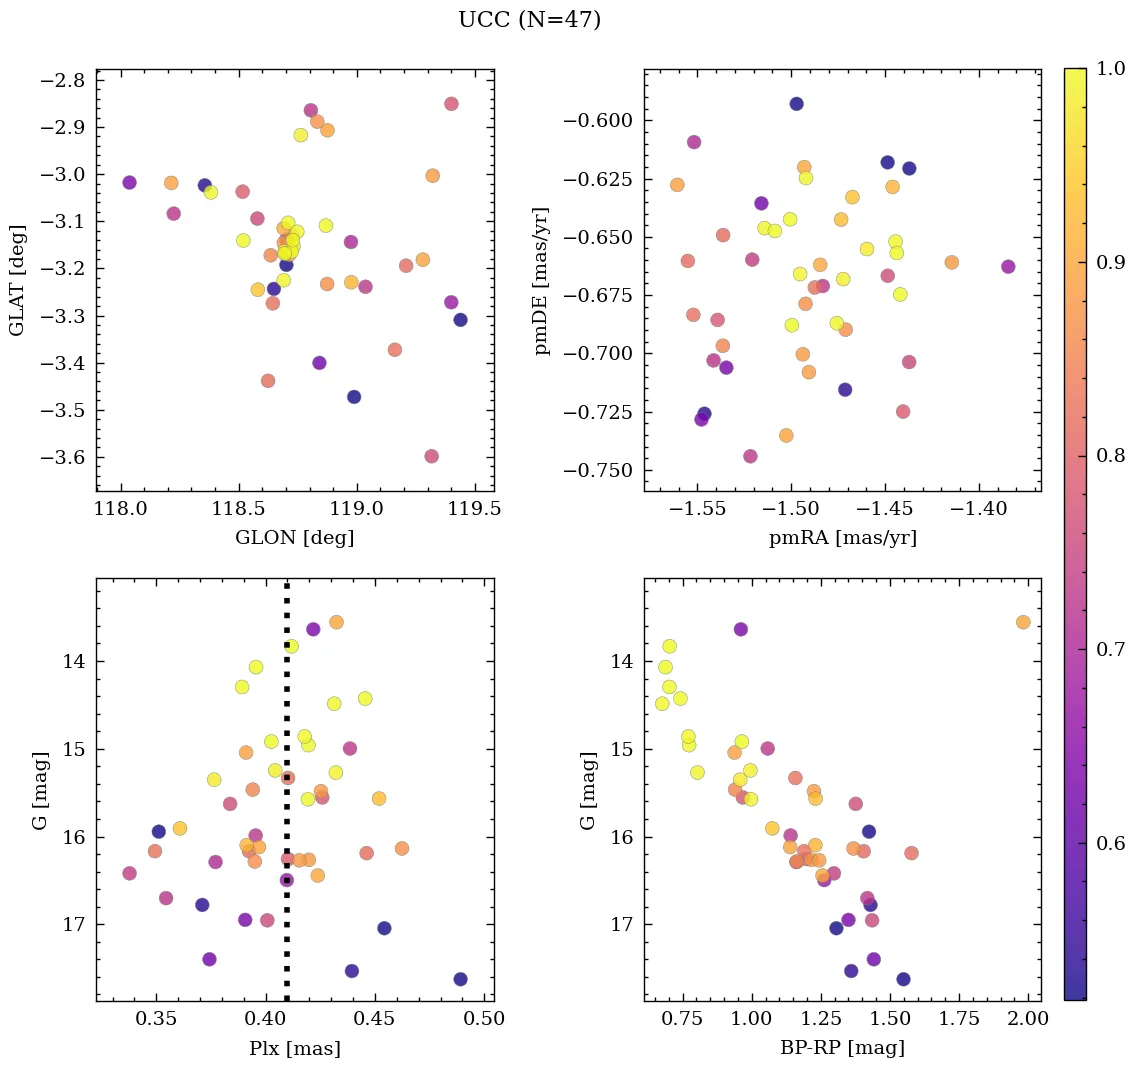 UCC (N=47)
−2.8
−2.9
−3.0
−3.1
−3.2
−3.3
−3.4
−3.5
−3.6
GLAT [deg]
118.0 118.5 119.0 119.5
GLON [deg]
−0.600
−0.625
−0.650
−0.675
−0.700
−0.725
−0.750
pmDE [mas/yr]
−1.55 −1.50 −1.45 −1.40
pmRA [mas/yr]
1.0
0.9
0.8
0.7
0.6
14
15
16
17
G [mag]
0.35 0.40 0.45 0.50
Plx [mas]
14
15
16
17
G [mag]
0.75 1.00 1.25 1.50 1.75 2.00
BP-RP [mag]